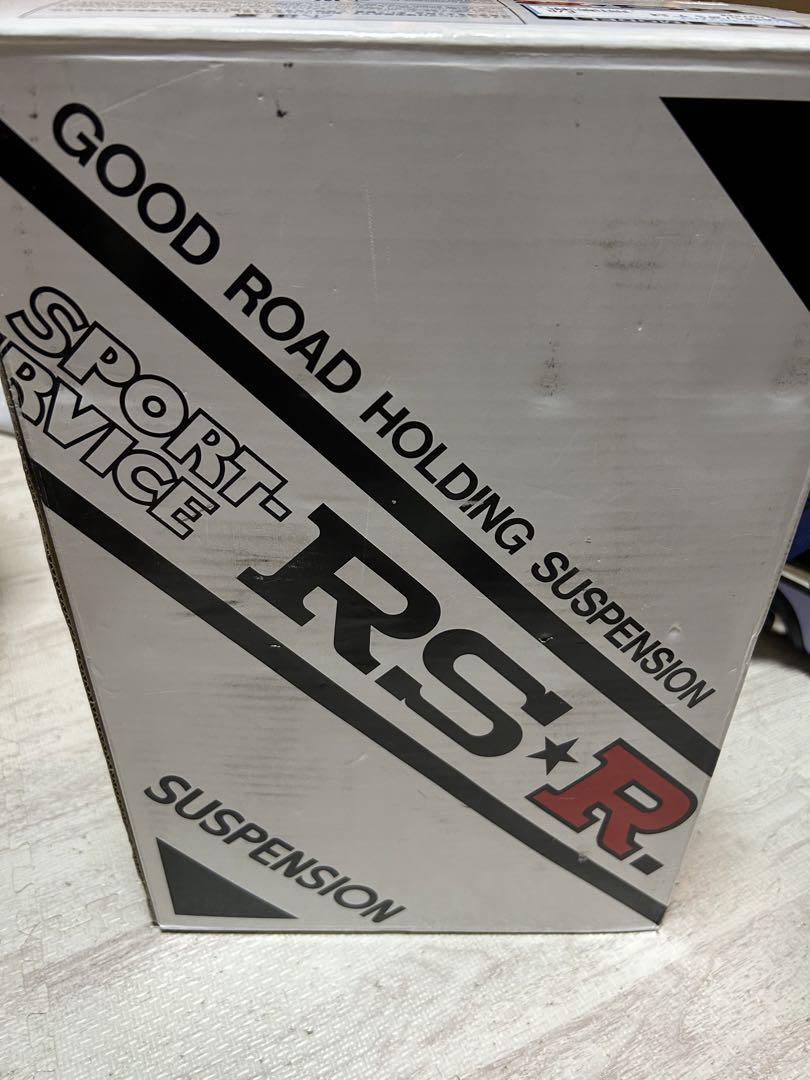 GOOD ROAD HOLDING SUSPENSION
SPORT-
RVICE
RS★R.
SUSPENSION